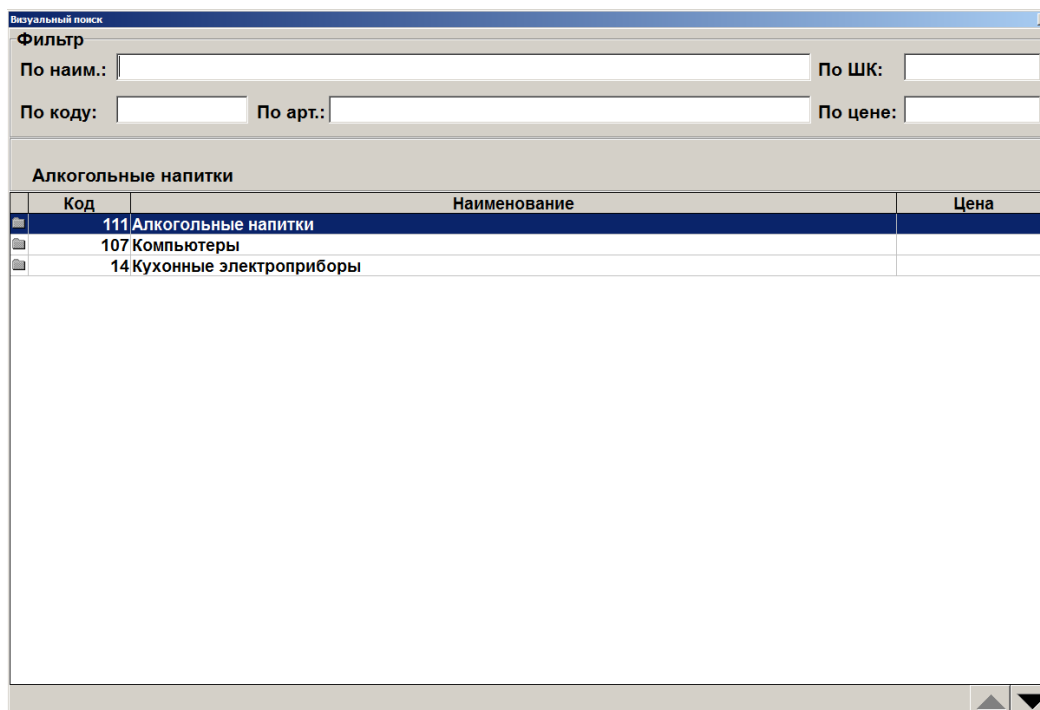 Визуальный поиск
Фильтр
По наим.: По ШК:
По коду: По арт.: По цене:
Алкогольные напитки
Код Наименование Цена
111 Алкогольные напитки
107 Компьютеры
14 Кухонные электроприборы